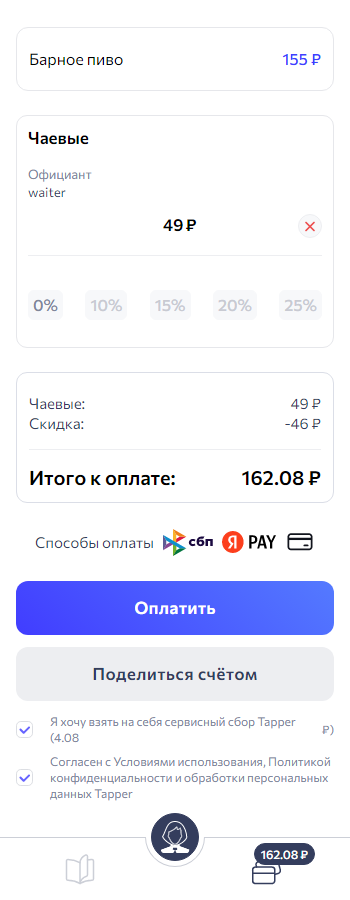 Барное пиво 155 ₽
Чаевые
Официант
waiter
49 ₽
0% 10% 15% 20% 25%
Чаевые: 49 ₽
Скидка: -46 ₽
Итого к оплате: 162.08 ₽
Способы оплаты сбп Я PAY
Оплатить
Поделиться счётом
Я хочу взять на себя сервисный сбор Tapper
(4.08 ₽)
Согласен с Условиями использования, Политикой
конфиденциальности и обработки персональных
данных Tapper
162.08 ₽